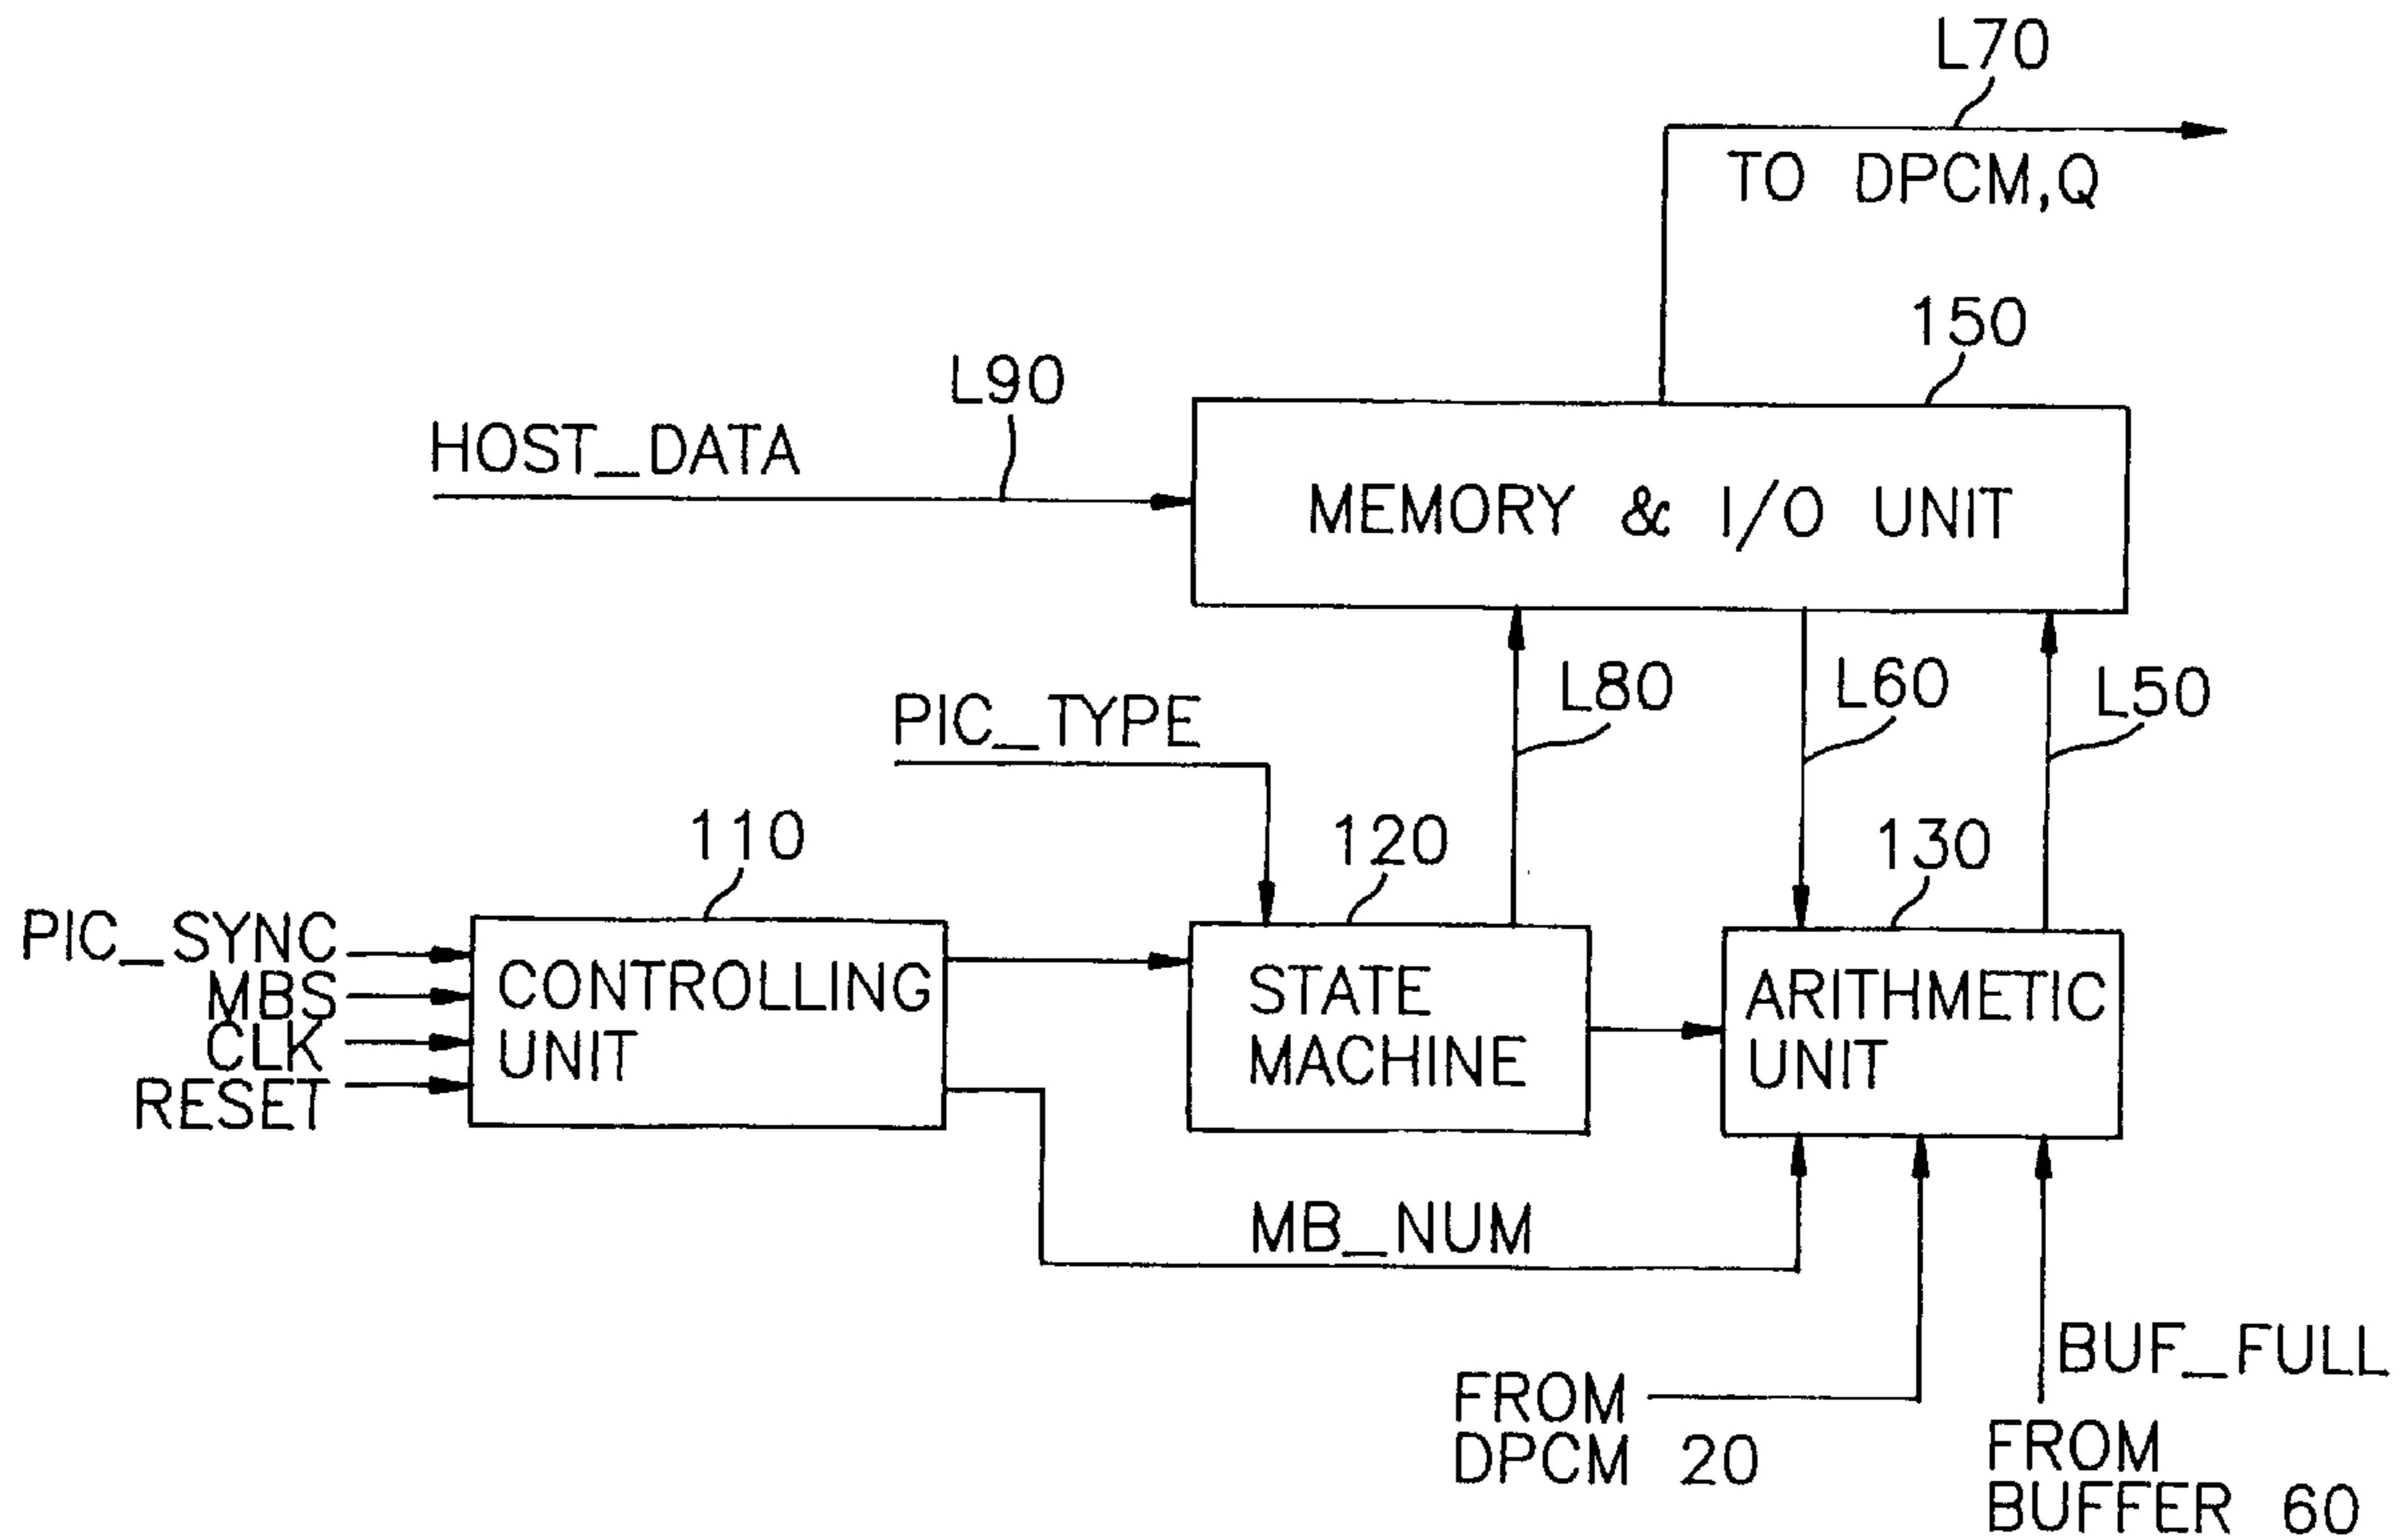 L70
TO DPCM,Q
150
L90
HOST_DATA
MEMORY & I/O UNIT
L80
L60
L50
PIC_TYPE
110
120
130
PIC_SYNC
MBS
CLK
RESET
CONTROLLING
UNIT
STATE
MACHINE
ARITHMETIC
UNIT
MB_NUM
BUF_FULL
FROM
DPCM 20
FROM
BUFFER 60